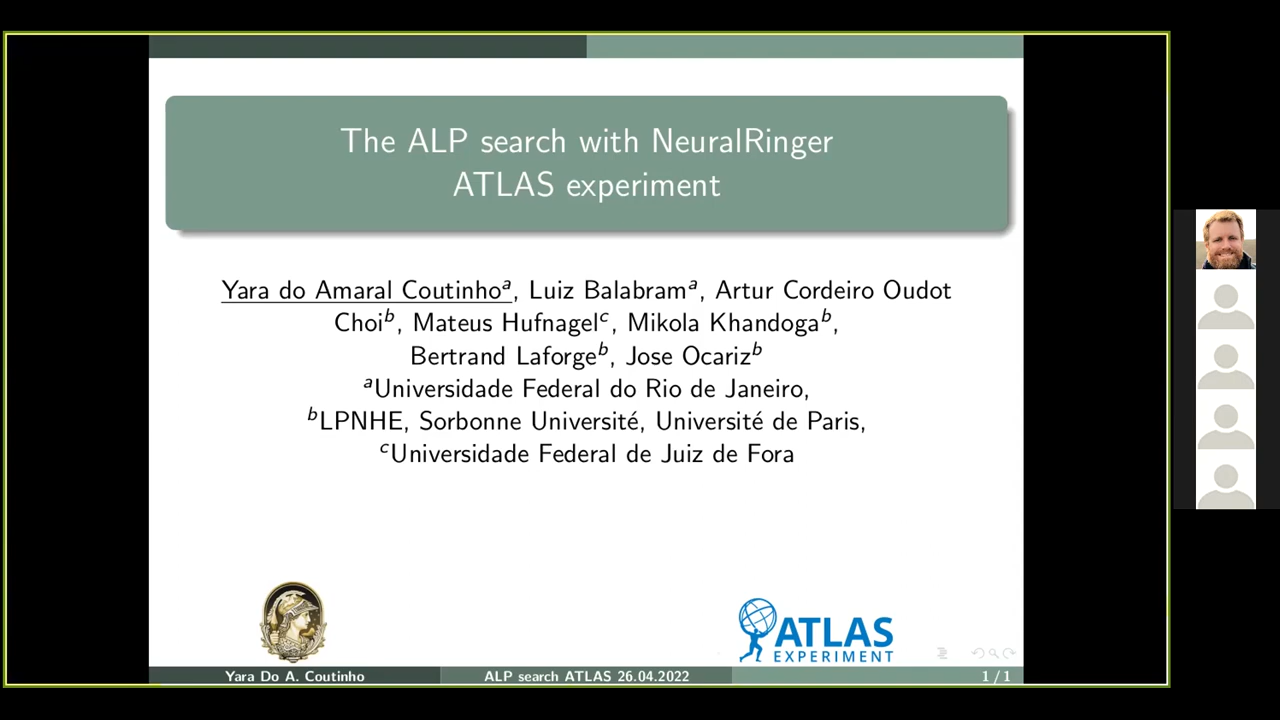 The ALP search with NeuralRinger
ATLAS experiment
Yara do Amaral Coutinhoᵃ, Luiz Balabramᵃ, Artur Cordeiro Oudot
Choiᵇ, Mateus Hufnagelᶜ, Mikola Khandogaᵇ,
Bertrand Laforgeᵇ, Jose Ocarizᵇ
ᵃUniversidade Federal do Rio de Janeiro,
ᵇLPNHE, Sorbonne Université, Université de Paris,
ᶜUniversidade Federal de Juiz de Fora
ATLAS
EXPERIMENT
Yara Do A. Coutinho
ALP search ATLAS 26.04.2022
1 / 1